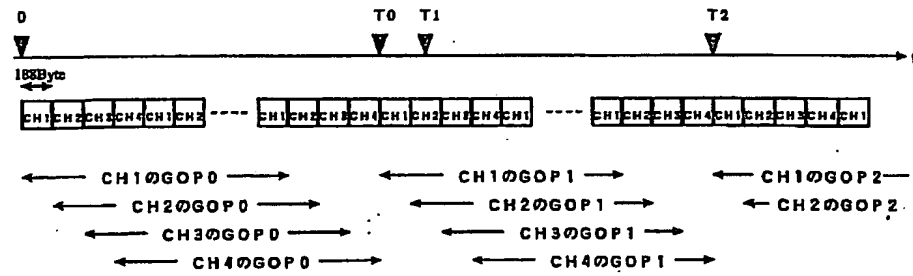 0 T0 T1 T2
t
188Byte
CH1 CH2 CH3 CH4 CH1 CH2 CH1 CH2 CH3 CH4 CH1 CH2 CH3 CH4 CH1 CH1 CH2 CH3 CH4 CH1 CH2 CH3 CH4 CH1
CH1のGOP0 CH1のGOP1 CH1のGOP2
CH2のGOP0 CH2のGOP1 CH2のGOP2
CH3のGOP0 CH3のGOP1
CH4のGOP0 CH4のGOP1